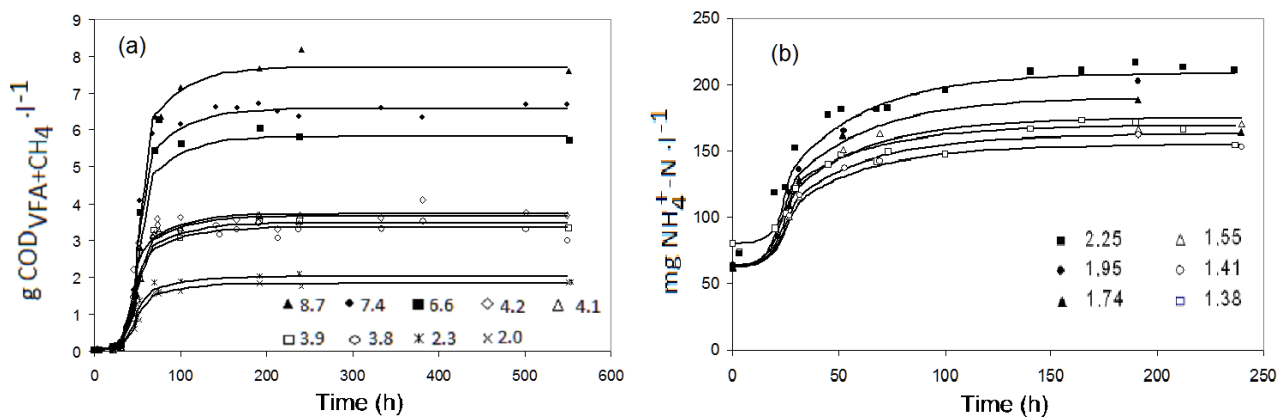 (a)
g COD_VFA+CH4 ·l-1
9
8
7
6
5
4
3
2
1
0
8.7 7.4 6.6 4.2 4.1
3.9 3.8 2.3 2.0
0 100 200 300 400 500 600
Time (h)
(b)
mg NH4+-N ·l-1
250
200
150
100
50
0
2.25 1.55
1,95 1.41
1.74 1.38
0 50 100 150 200 250
Time (h)